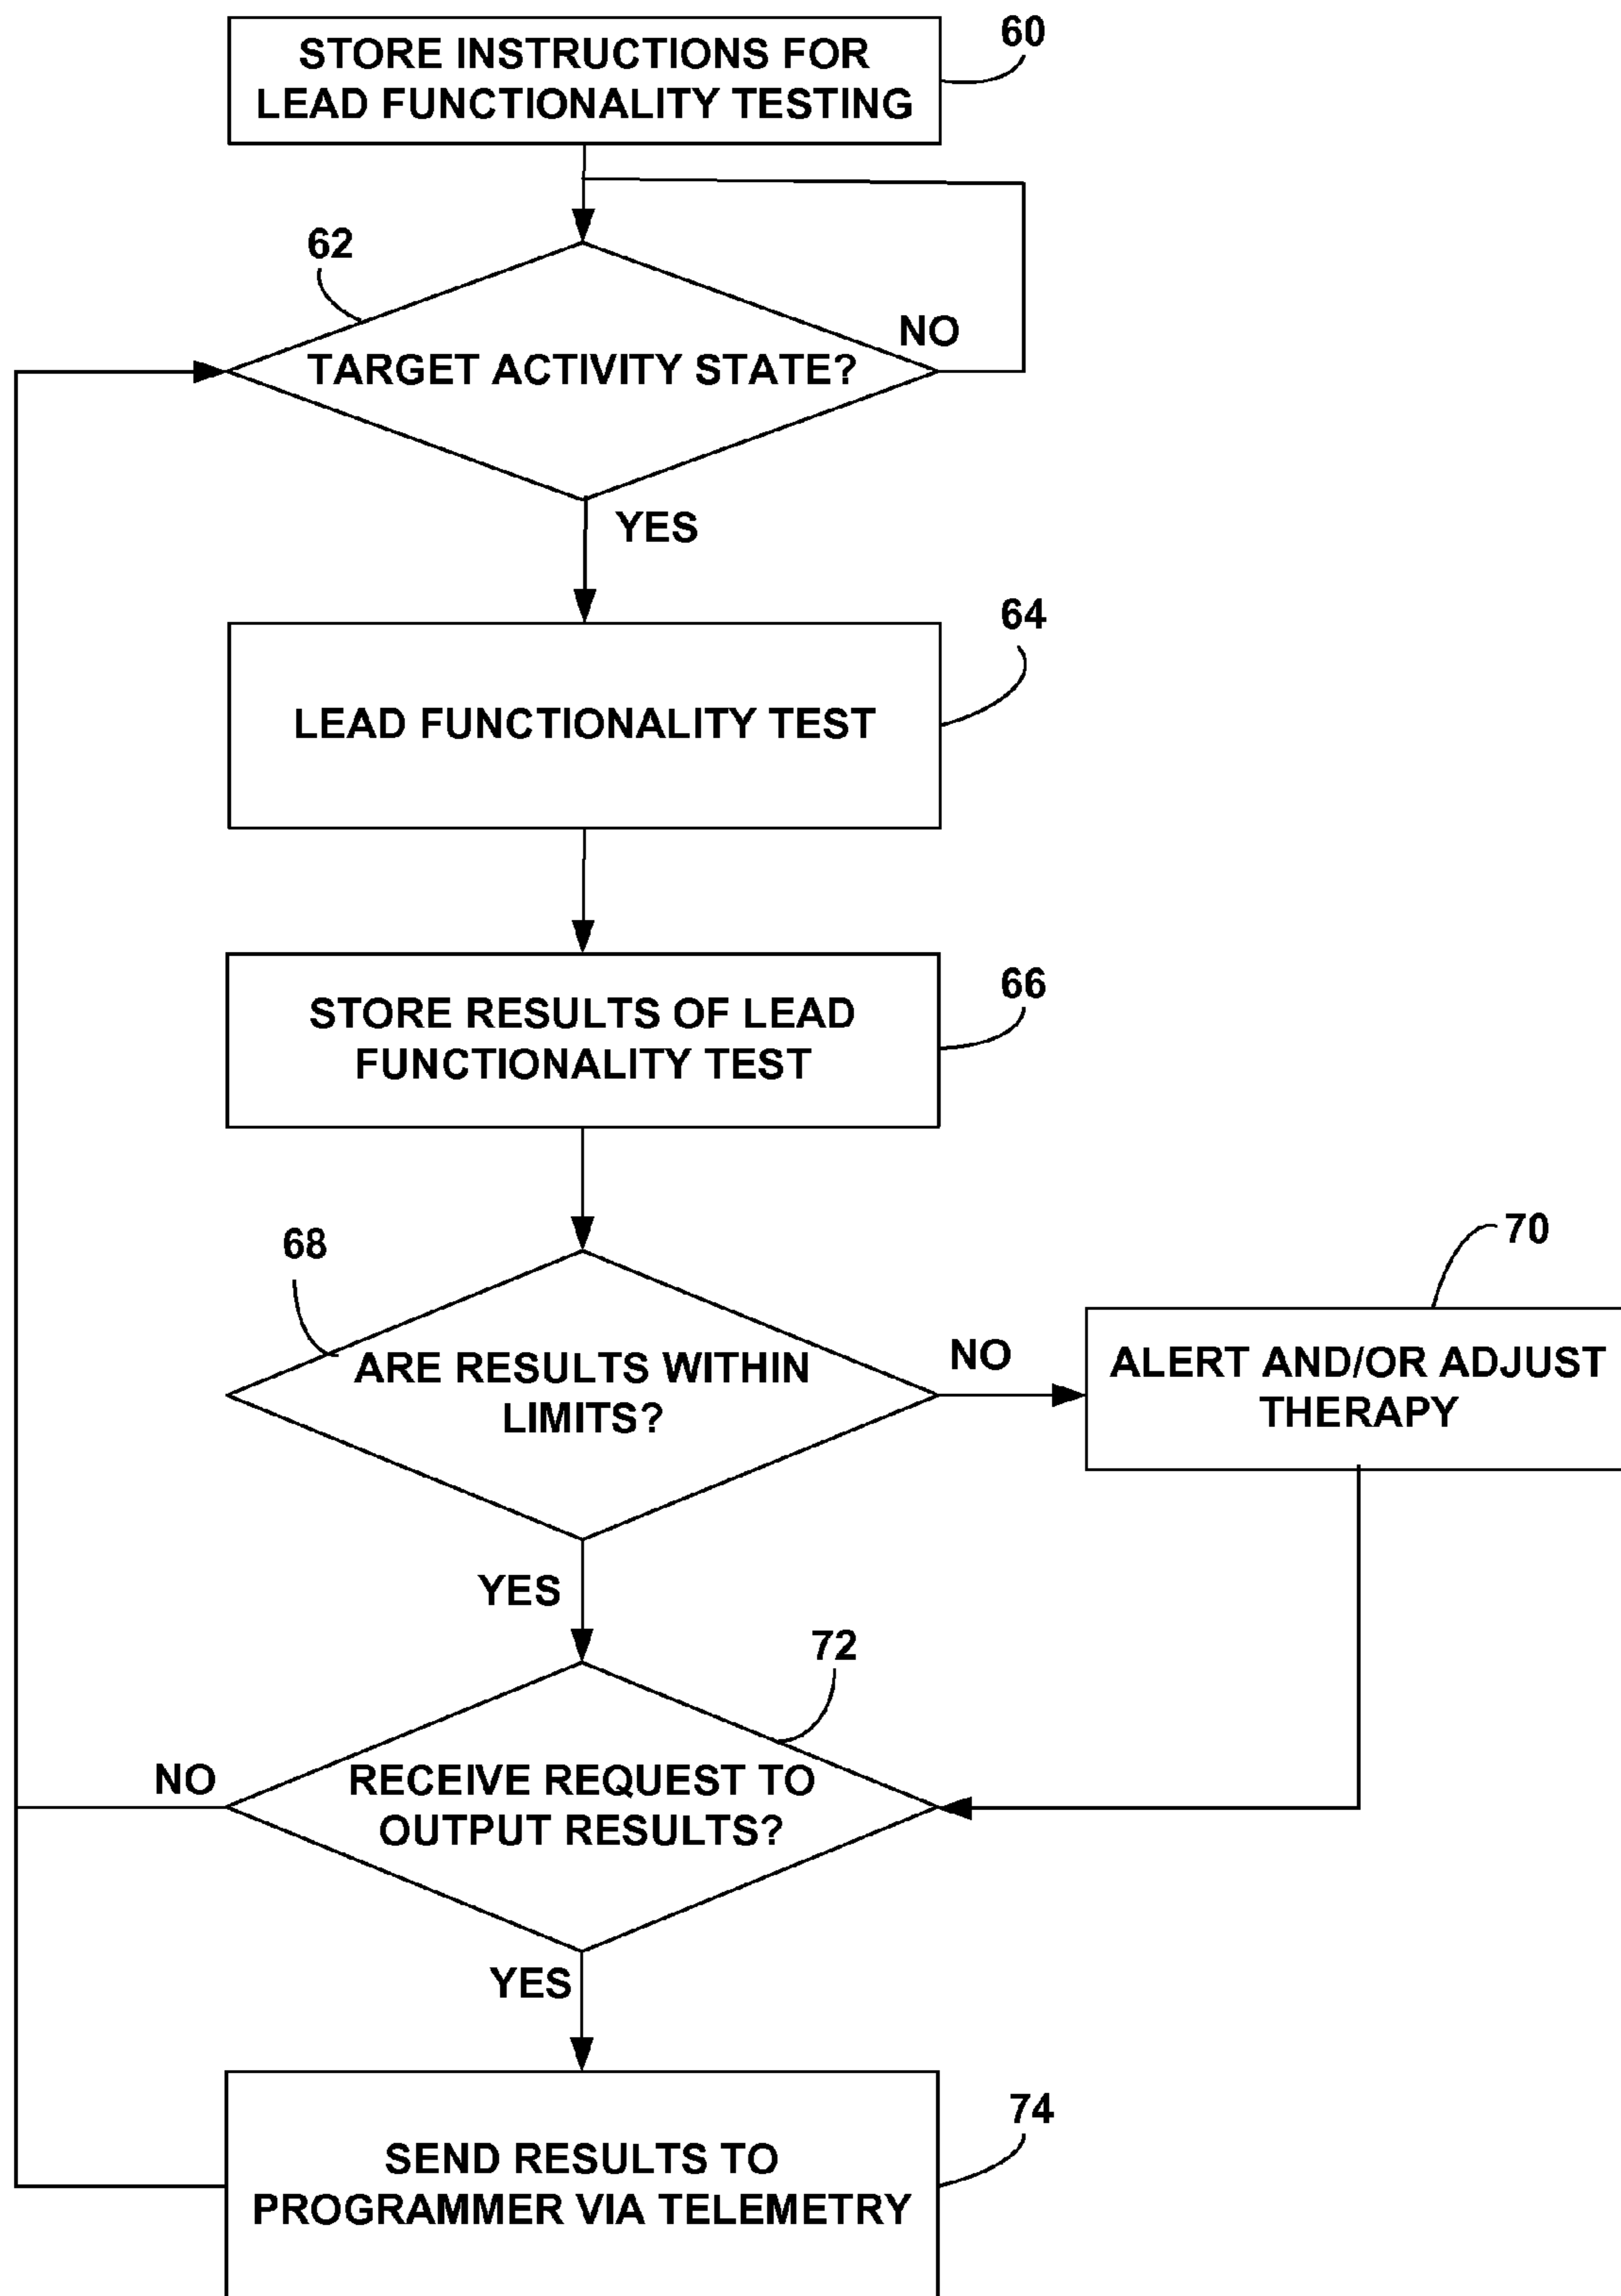 STORE INSTRUCTIONS FOR
LEAD FUNCTIONALITY TESTING
60
62
TARGET ACTIVITY STATE?
NO
YES
64
LEAD FUNCTIONALITY TEST
66
STORE RESULTS OF LEAD
FUNCTIONALITY TEST
68
ARE RESULTS WITHIN
LIMITS?
NO
70
ALERT AND/OR ADJUST
THERAPY
YES
72
NO
RECEIVE REQUEST TO
OUTPUT RESULTS?
YES
74
SEND RESULTS TO
PROGRAMMER VIA TELEMETRY